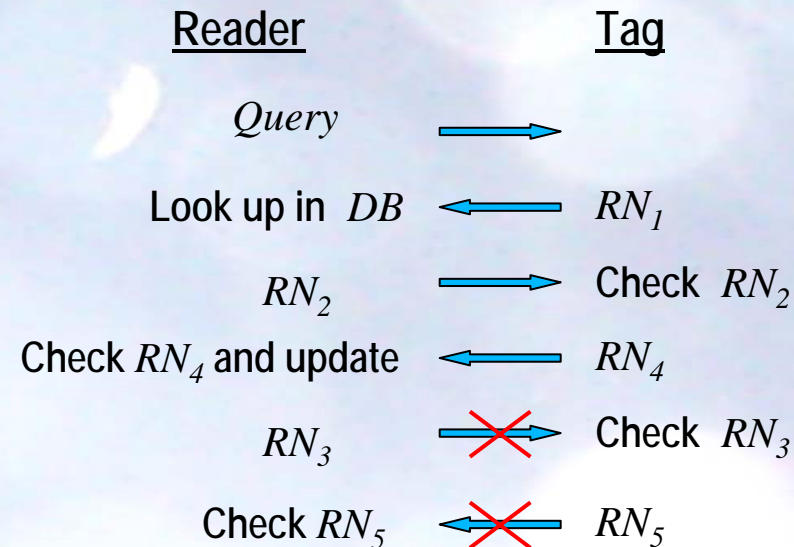 Reader Tag
Query
Look up in DB RN₁
RN₂ Check RN₂
Check RN₄ and update RN₄
RN₃ Check RN₃
Check RN₅ RN₅